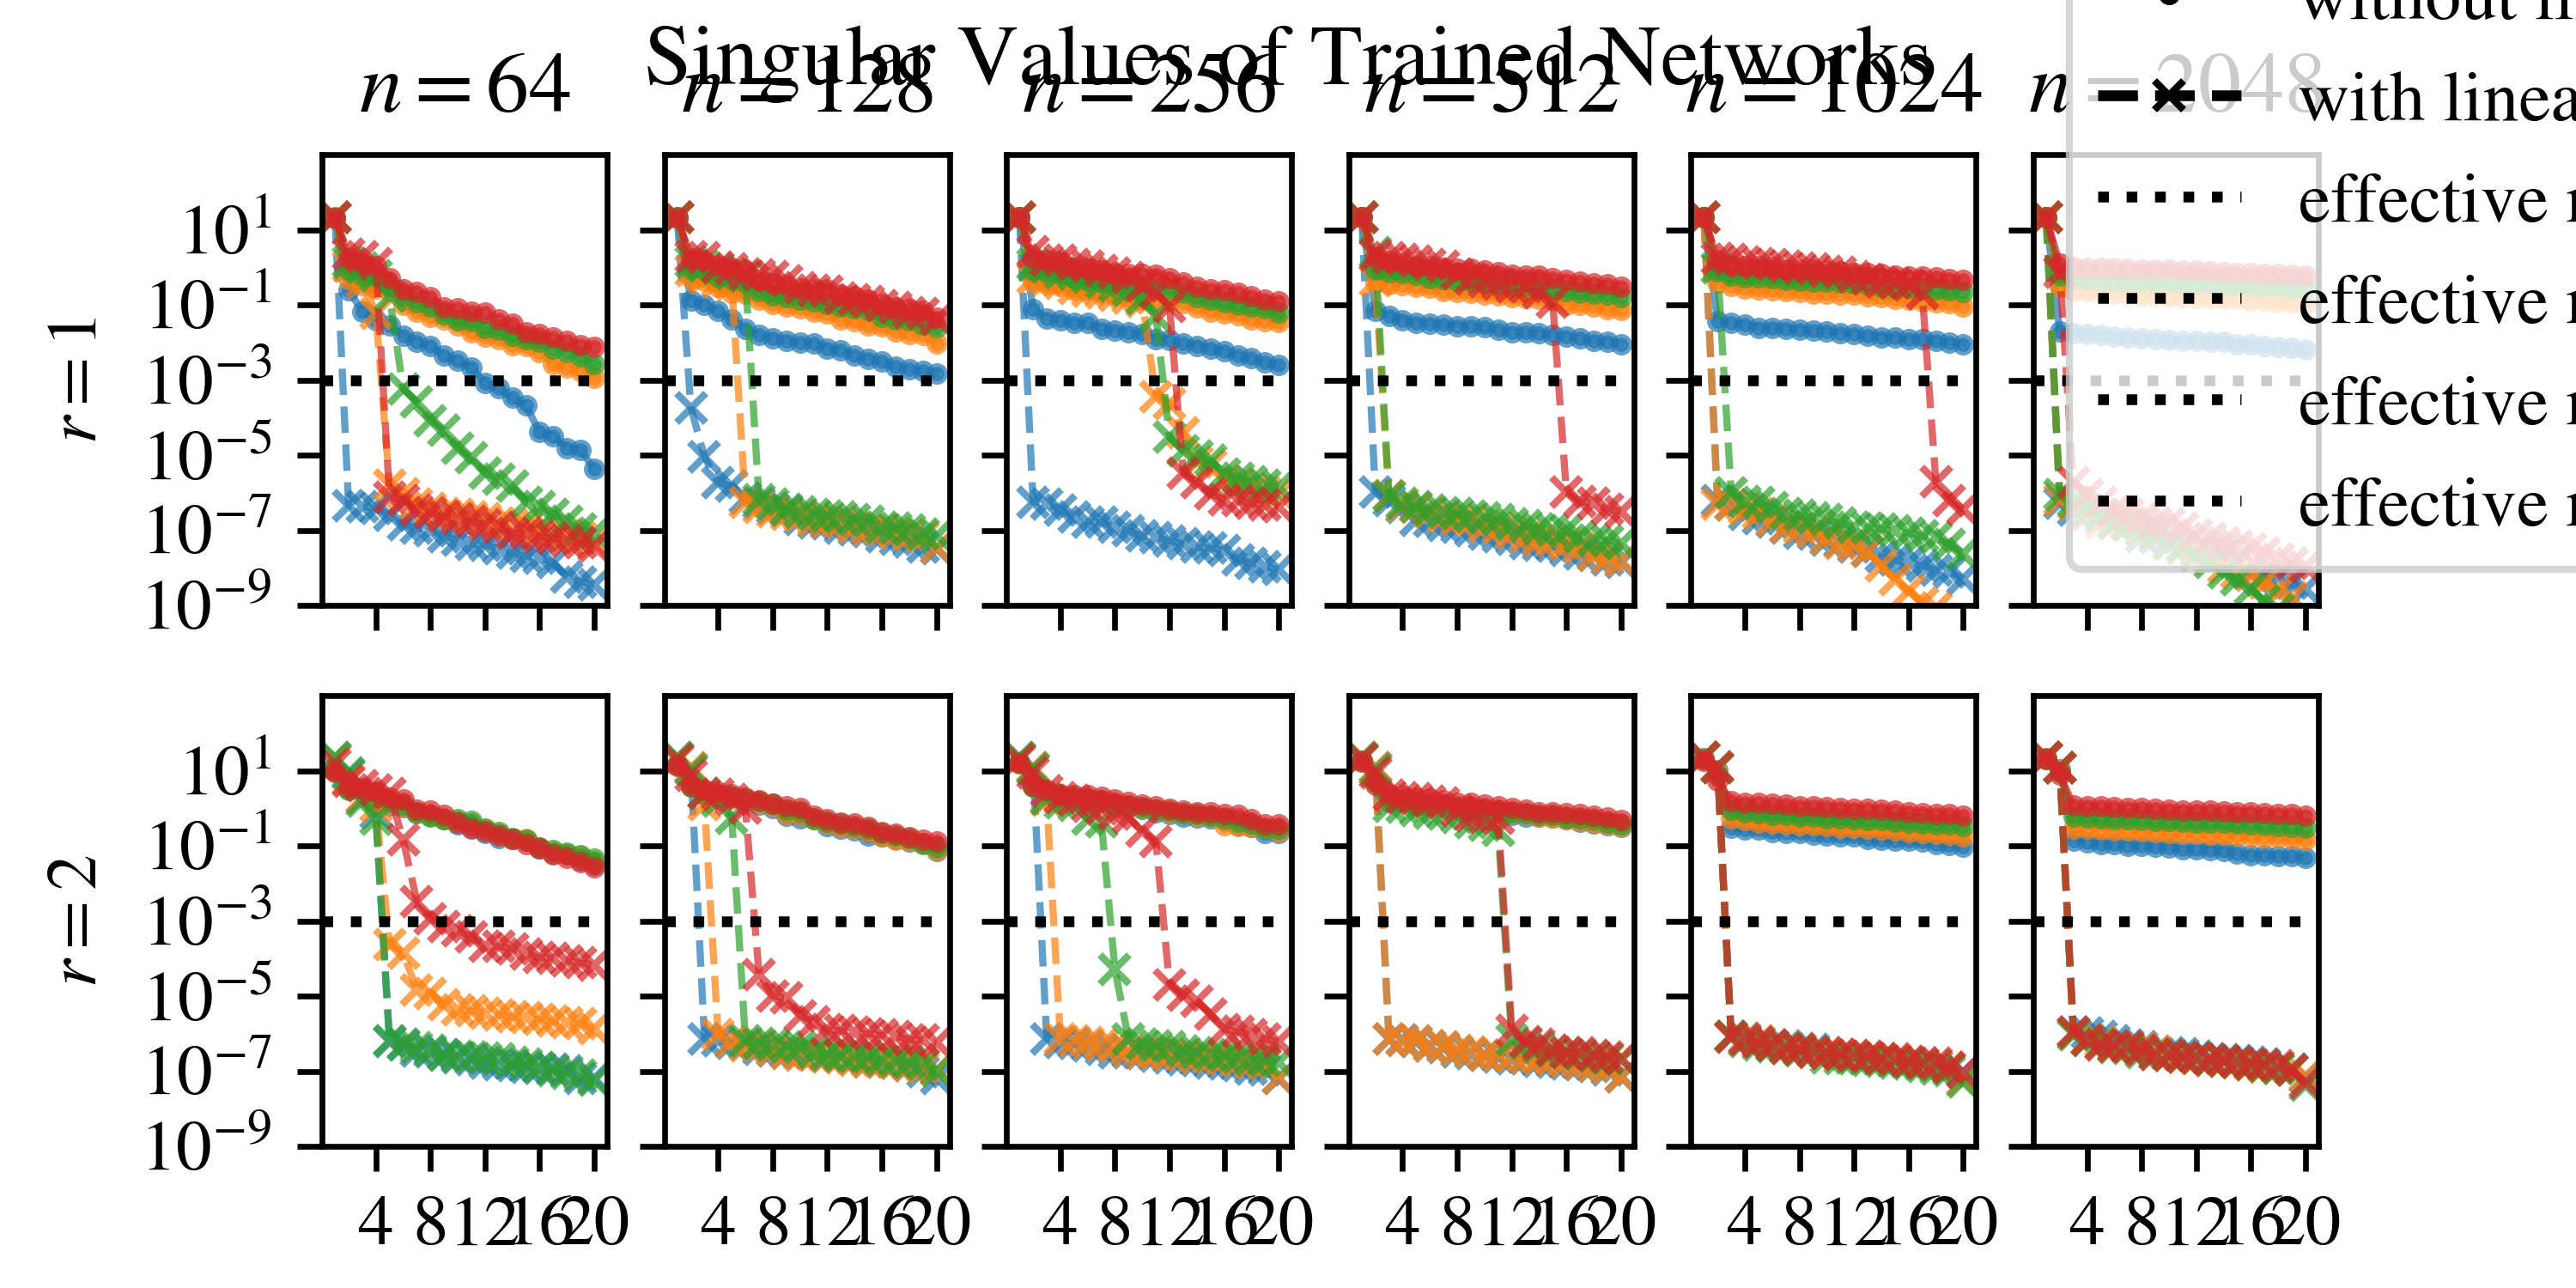 without
Singular Values of Trained Networks
n = 64 n = 128 n = 256 n = 512 n = 1024 n = 2048
with
effective
effective
effective
effective
r = 1
10^1
10^−1
10^−3
10^−5
10^−7
10^−9
r = 2
10^1
10^−1
10^−3
10^−5
10^−7
10^−9
4 8 12 16 20 4 8 12 16 20 4 8 12 16 20 4 8 12 16 20 4 8 12 16 20 4 8 12 16 20